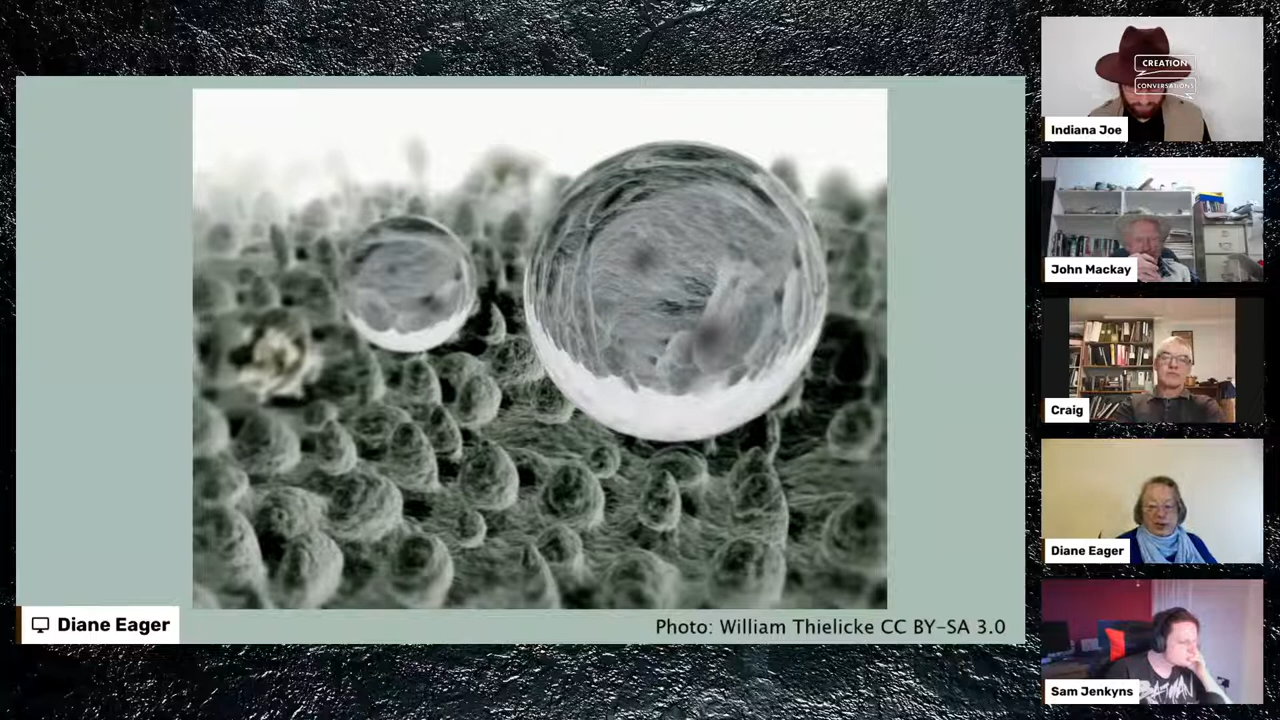 CREATION
CONVERSATIONS
Indiana Joe
John Mackay
Craig
Diane Eager
Sam Jenkyns
BATMAN
Diane Eager
Photo: William Thielicke CC BY-SA 3.0